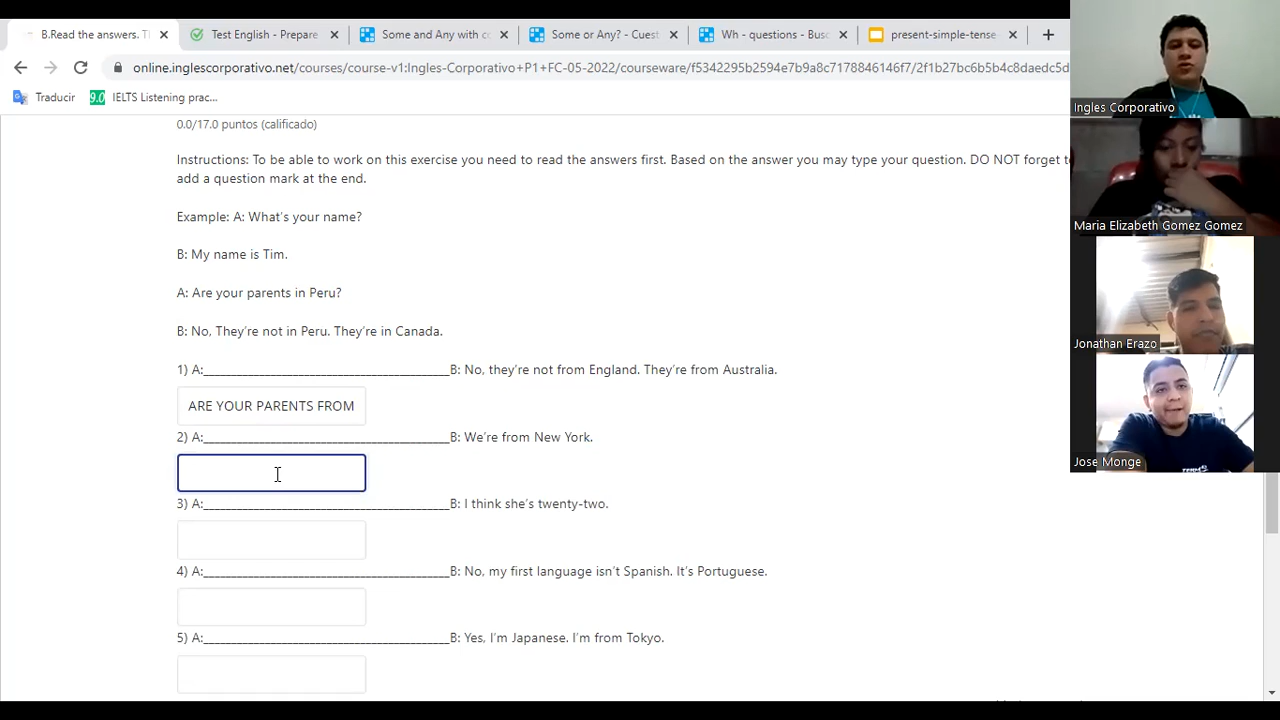 B.Read the answers. T
Test English - Prepare
Some and Any with c
Some or Any? - Cuest
Wh - questions - Busc
present-simple-tense
online.inglescorporativo.net/courses/course-v1:Ingles-Corporativo+P1+FC-05-2022/courseware/f5342295b2594e7b9a8c7178846146f7/2f1b27bc6b5b4c8daedc5d
Traducir
9.0 IELTS Listening prac...
Ingles Corporativo
Maria Elizabeth Gomez Gomez
Jonathan Erazo
Jose Monge
0.0/17.0 puntos (calificado)
Instructions: To be able to work on this exercise you need to read the answers first. Based on the answer you may type your question. DO NOT forget to
add a question mark at the end.
Example: A: What's your name?
B: My name is Tim.
A: Are your parents in Peru?
B: No, They're not in Peru. They're in Canada.
1) A:___________________________________B: No, they're not from England. They're from Australia.
ARE YOUR PARENTS FROM
2) A:___________________________________B: We're from New York.
3) A:___________________________________B: I think she's twenty-two.
4) A:___________________________________B: No, my first language isn't Spanish. It's Portuguese.
5) A:___________________________________B: Yes, I'm Japanese. I'm from Tokyo.